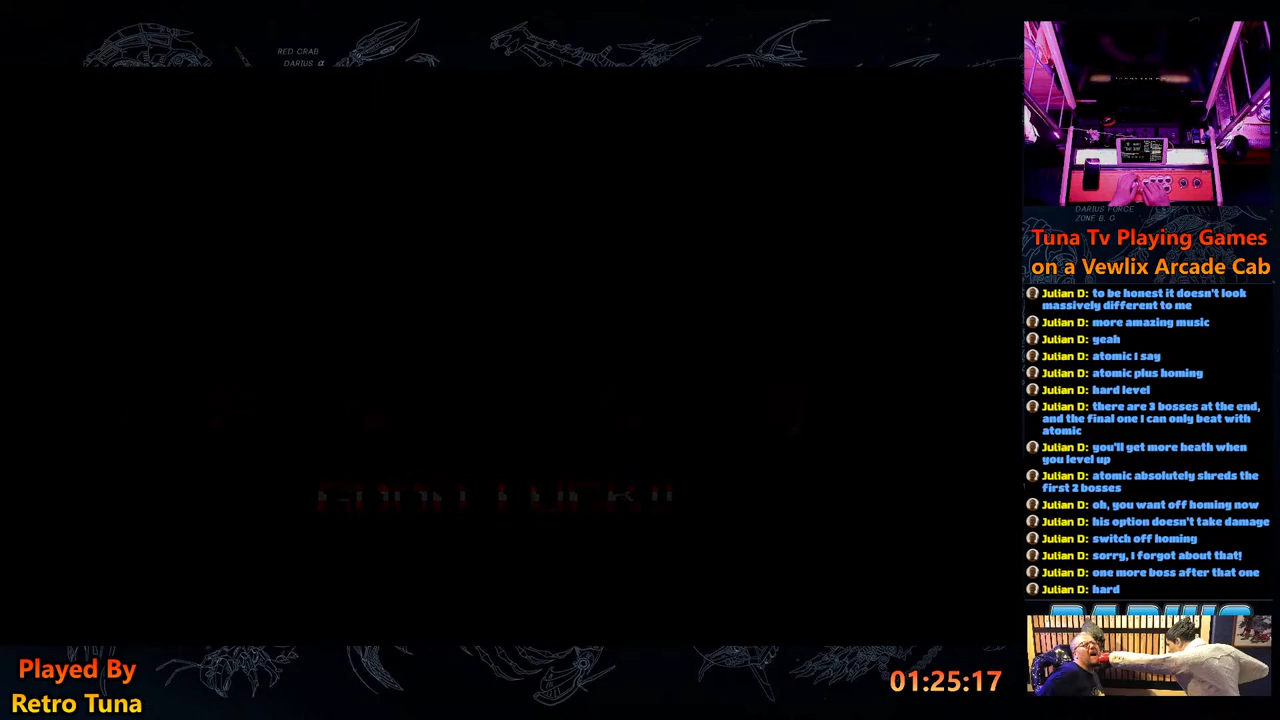 RED CRAB
DARIUS α
GOOD LUCK!!
DARIUS FORCE
ZONE B, G
Tuna Tv Playing Games
on a Vewlix Arcade Cab
Julian D: to be honest it doesn't look
massively different to me
Julian D: more amazing music
Julian D: yeah
Julian D: atomic I say
Julian D: atomic plus homing
Julian D: hard level
Julian D: there are 3 bosses at the end,
and the final one I can only beat with
atomic
Julian D: you'll get more heath when
you level up
Julian D: atomic absolutely shreds the
first 2 bosses
Julian D: oh, you want off homing now
Julian D: his option doesn't take damage
Julian D: switch off homing
Julian D: sorry, I forgot about that!
Julian D: one more boss after that one
Julian D: hard
DARIUS
Played By
Retro Tuna
01:25:17